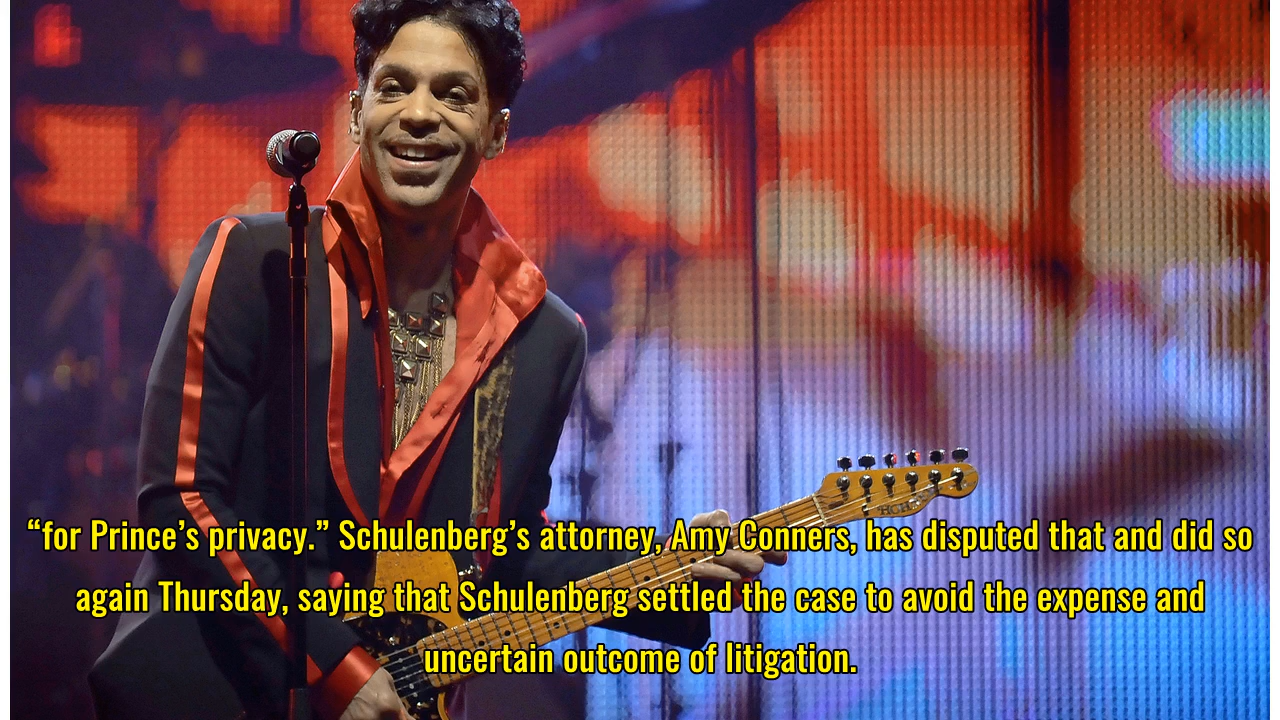 “for Prince’s privacy.” Schulenberg’s attorney, Amy Conners, has disputed that and did so
again Thursday, saying that Schulenberg settled the case to avoid the expense and
uncertain outcome of litigation.